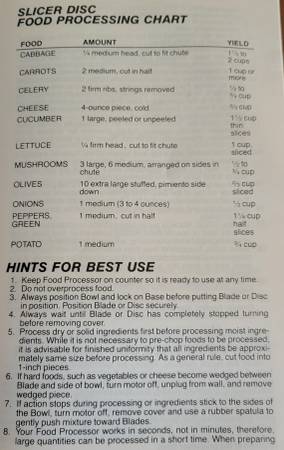 SLICER DISC
FOOD PROCESSING CHART
FOOD AMOUNT YIELD
CABBAGE ¼ medium head, cut to fit chute 1½ to
2 cups
CARROTS 2 medium, cut in half 1 cup or
more
CELERY 2 firm ribs, strings removed ½ to
¾ cup
CHEESE 4-ounce piece, cold cup
CUCUMBER 1 large, peeled or unpeeled 1½ cup
thin
slices
LETTUCE ¼ firm head, cut to fit chute 1 cup,
sliced
MUSHROOMS 3 large, 6 medium, arranged on sides in ½ to
chute ¾ cup
OLIVES 10 extra large stuffed, pimiento side cup
down sliced
ONIONS 1 medium (3 to 4 ounces) ½ cup
PEPPERS, 1 medium, cut in half 1¼ cup
GREEN half
slices
POTATO 1 medium ¾ cup
HINTS FOR BEST USE
1. Keep Food Processor on counter so it is ready to use at any time.
2. Do not overprocess food.
3. Always position Bowl and lock on Base before putting Blade or Disc
in position. Position Blade or Disc securely.
4. Always wait until Blade or Disc has completely stopped turning
before removing cover.
5. Process dry or solid ingredients first before processing moist ingre-
dients. While it is not necessary to pre-chop foods to be processed,
it is advisable for finished uniformity that all ingredients be approxi-
mately same size before processing. As a general rule, cut food into
1-inch pieces.
6. If hard foods, such as vegetables or cheese become wedged between
Blade and side of bowl, turn motor off, unplug from wall, and remove
wedged piece.
7. If action stops during processing or ingredients stick to the sides of
the Bowl, turn motor off, remove cover and use a rubber spatula to
gently push mixture toward Blades.
8. Your Food Processor works in seconds, not in minutes, therefore,
large quantities can be processed in a short time. When preparing